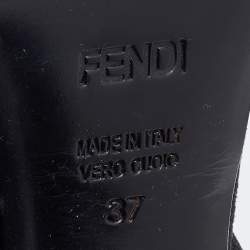 FENDI
MADE IN ITALY
VERO CUOIO
37